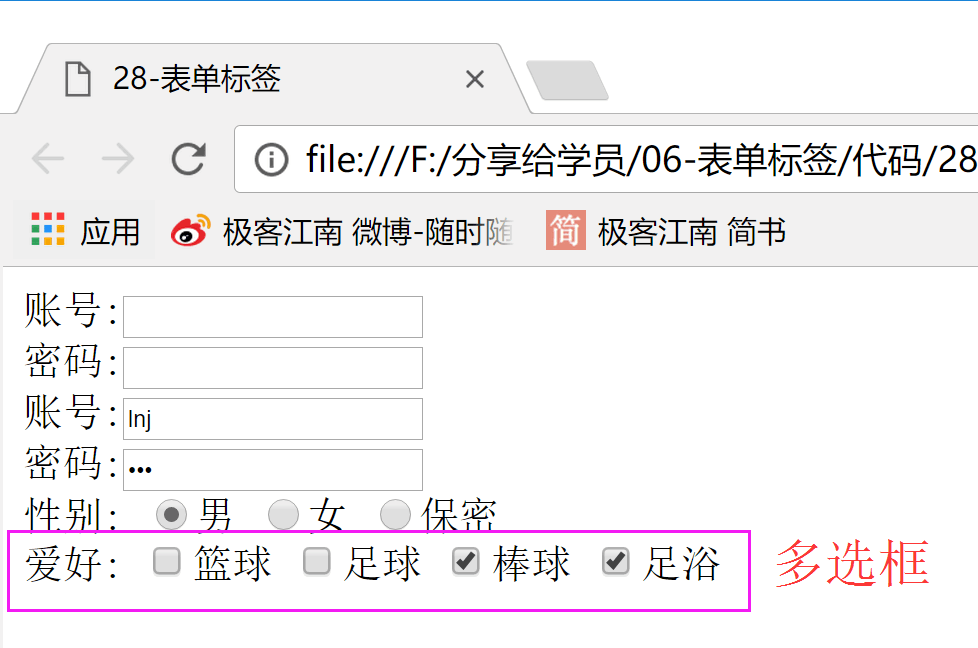 28-表单标签
file:///F:/分享给学员/06-表单标签/代码/28
应用 极客江南 微博-随时随 简 极客江南 简书
账号:
密码:
账号: lnj
密码: •••
性别: 男 女 保密
爱好: 篮球 足球 棒球 足浴 多选框